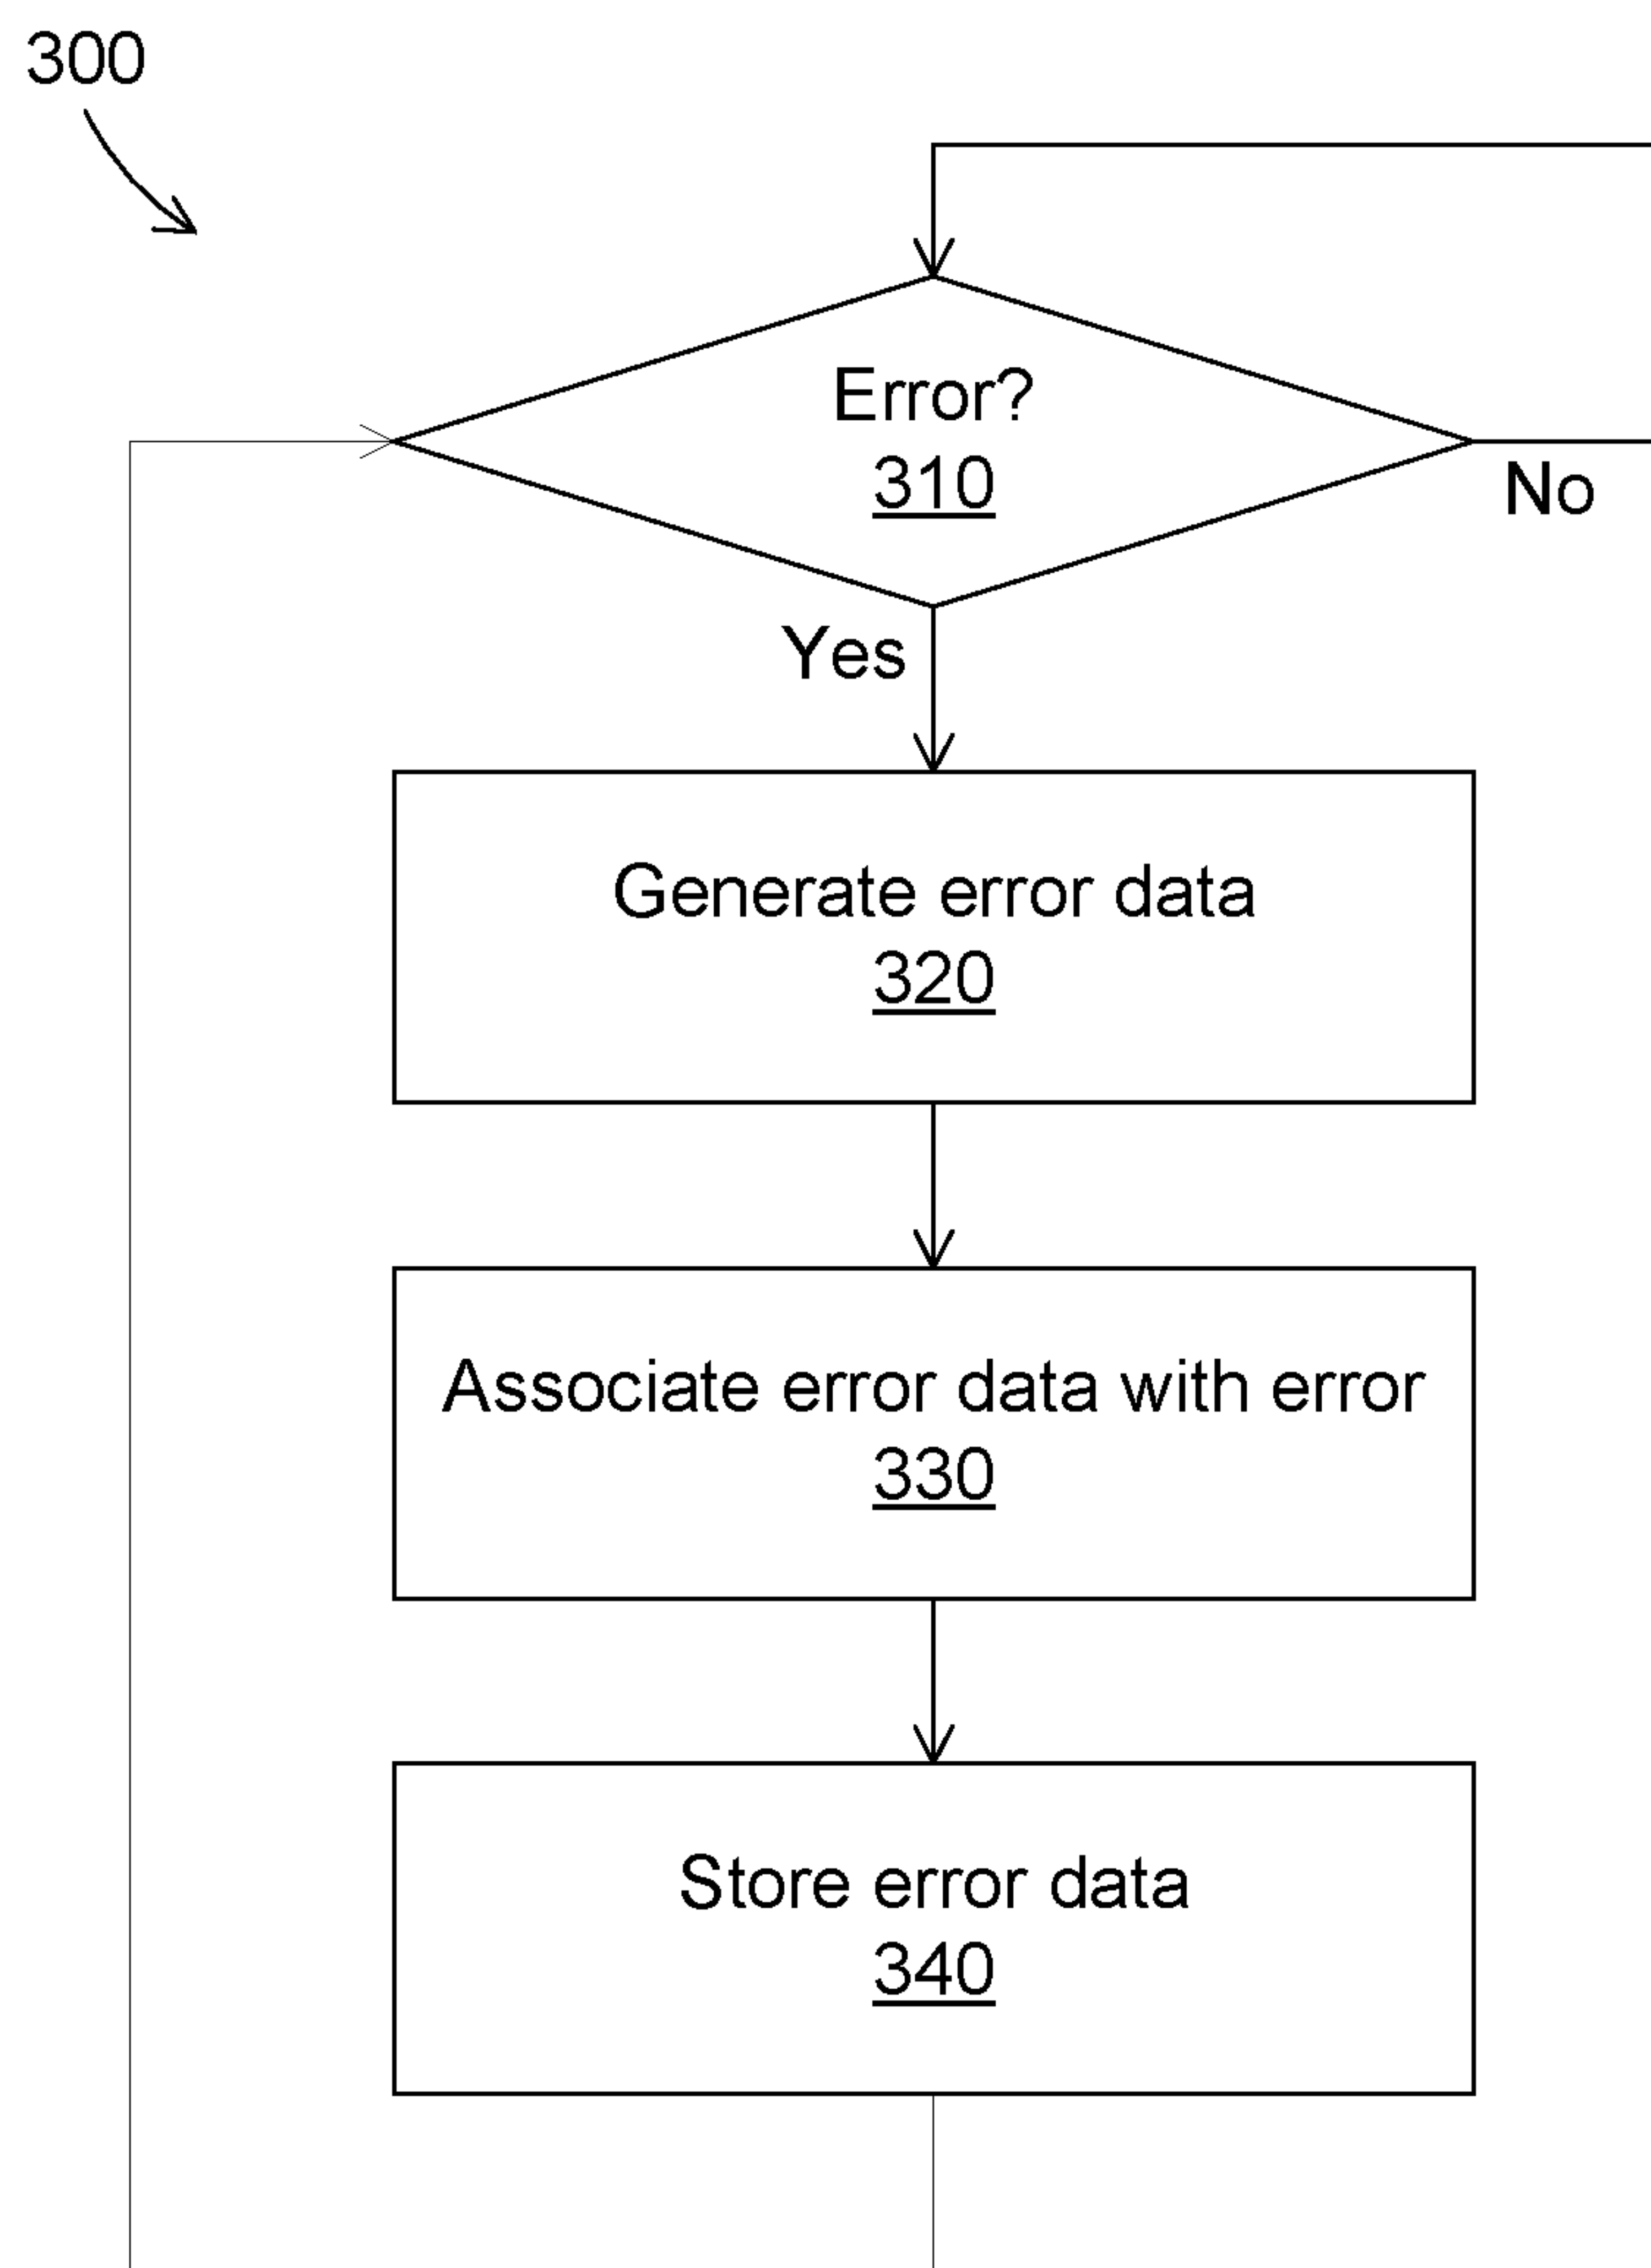 300
Error?
310
No
Yes
Generate error data
320
Associate error data with error
330
Store error data
340